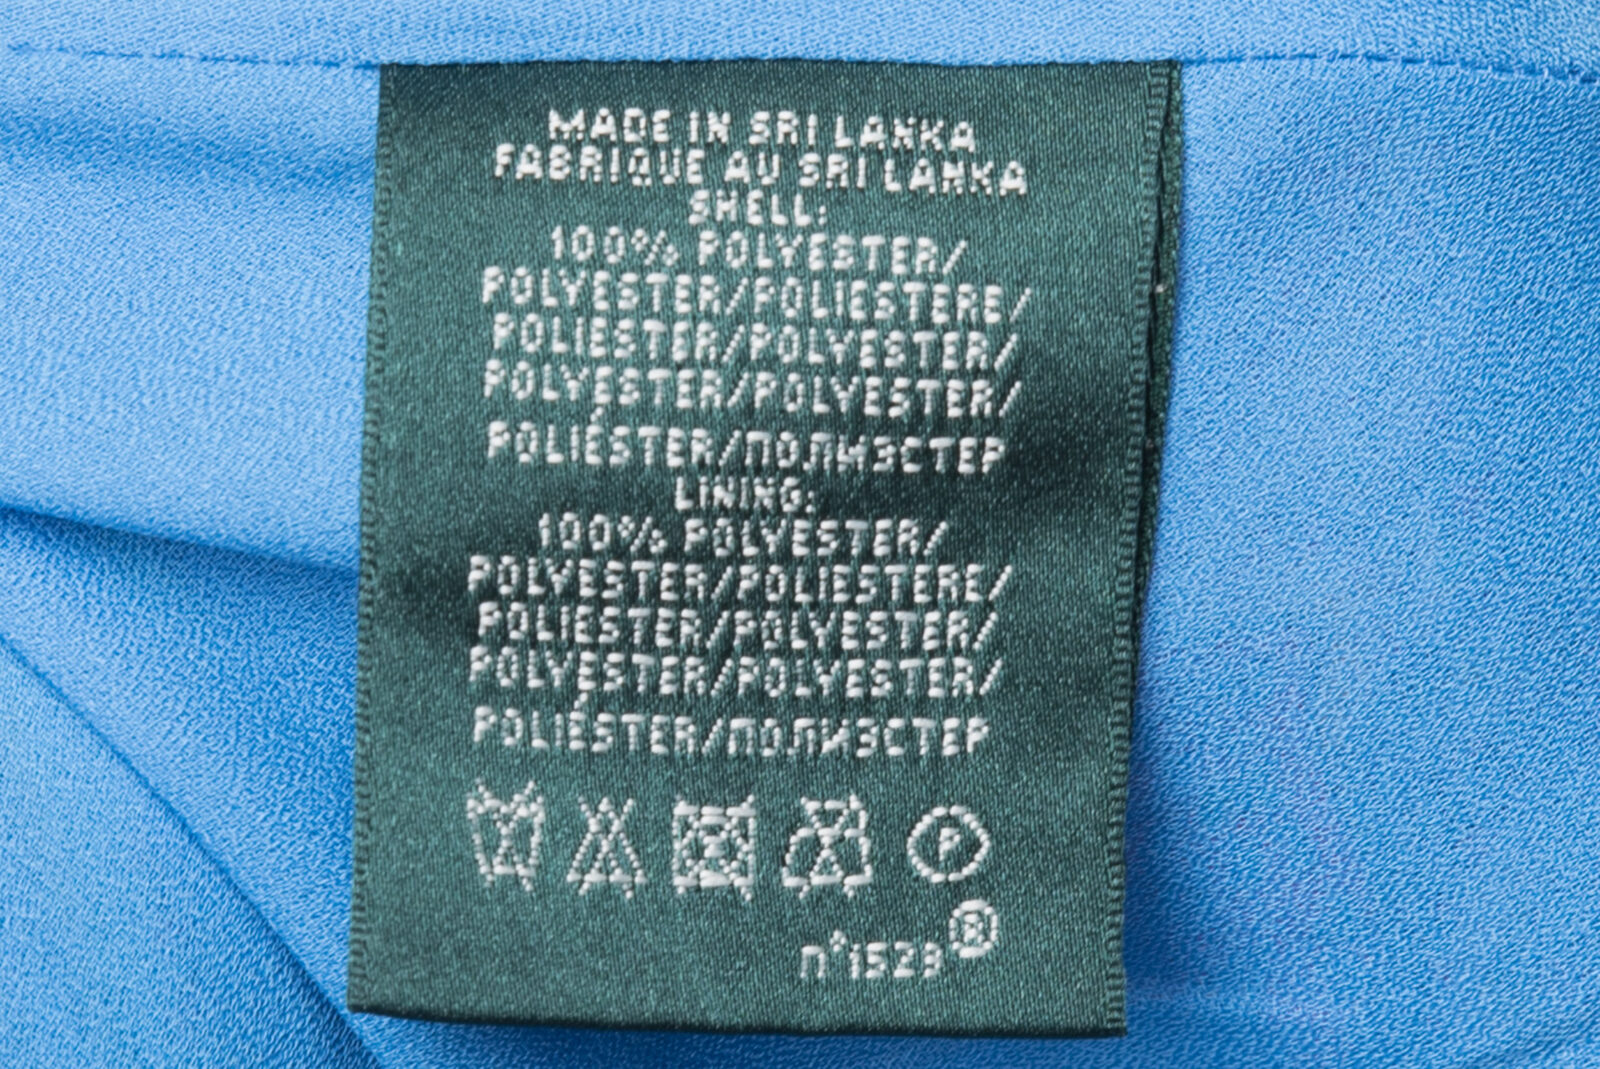 MADE IN SRI LANKA
FABRIQUE AU SRI LANKA
SHELL:
100% POLYESTER/
POLYESTER/POLIESTERE/
POLIESTER/POLYESTER/
POLYESTER/POLYESTER/
POLIÉSTER/ПОЛИЭСТЕР
LINING:
100% POLYESTER/
POLYESTER/POLIESTERE/
POLIESTER/POLYESTER/
POLYESTER/POLYESTER/
POLIÉSTER/ПОЛИЭСТЕР
P
n°1529®